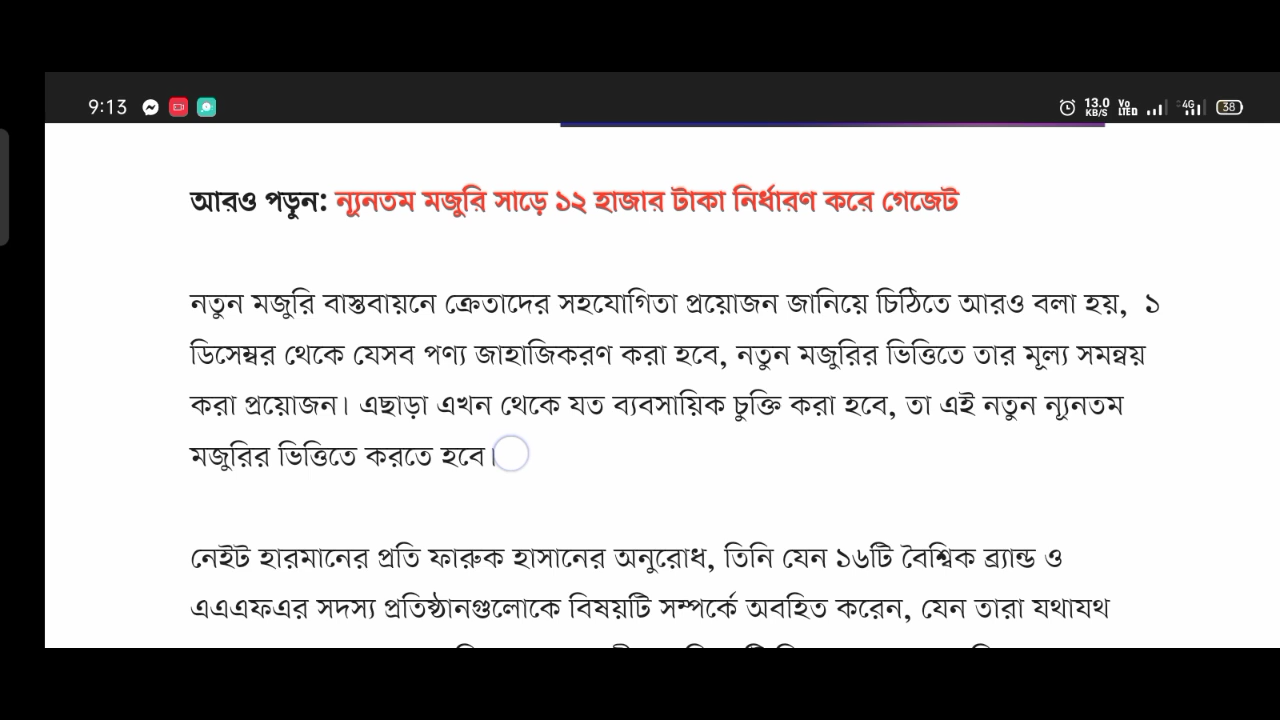 9:13
13.0 KB/S Vo LTED 4G 38
আরও পড়ুন: ন্যূনতম মজুরি সাড়ে ১২ হাজার টাকা নির্ধারণ করে গেজেট
নতুন মজুরি বাস্তবায়নে ক্রেতাদের সহযোগিতা প্রয়োজন জানিয়ে চিঠিতে আরও বলা হয়, ১
ডিসেম্বর থেকে যেসব পণ্য জাহাজিকরণ করা হবে, নতুন মজুরির ভিত্তিতে তার মূল্য সমন্বয়
করা প্রয়োজন। এছাড়া এখন থেকে যত ব্যবসায়িক চুক্তি করা হবে, তা এই নতুন ন্যূনতম
মজুরির ভিত্তিতে করতে হবে।
নেইট হারমানের প্রতি ফারুক হাসানের অনুরোধ, তিনি যেন ১৬টি বৈশ্বিক ব্র্যান্ড ও
এএএফএর সদস্য প্রতিষ্ঠানগুলোকে বিষয়টি সম্পর্কে অবহিত করেন, যেন তারা যথাযথ